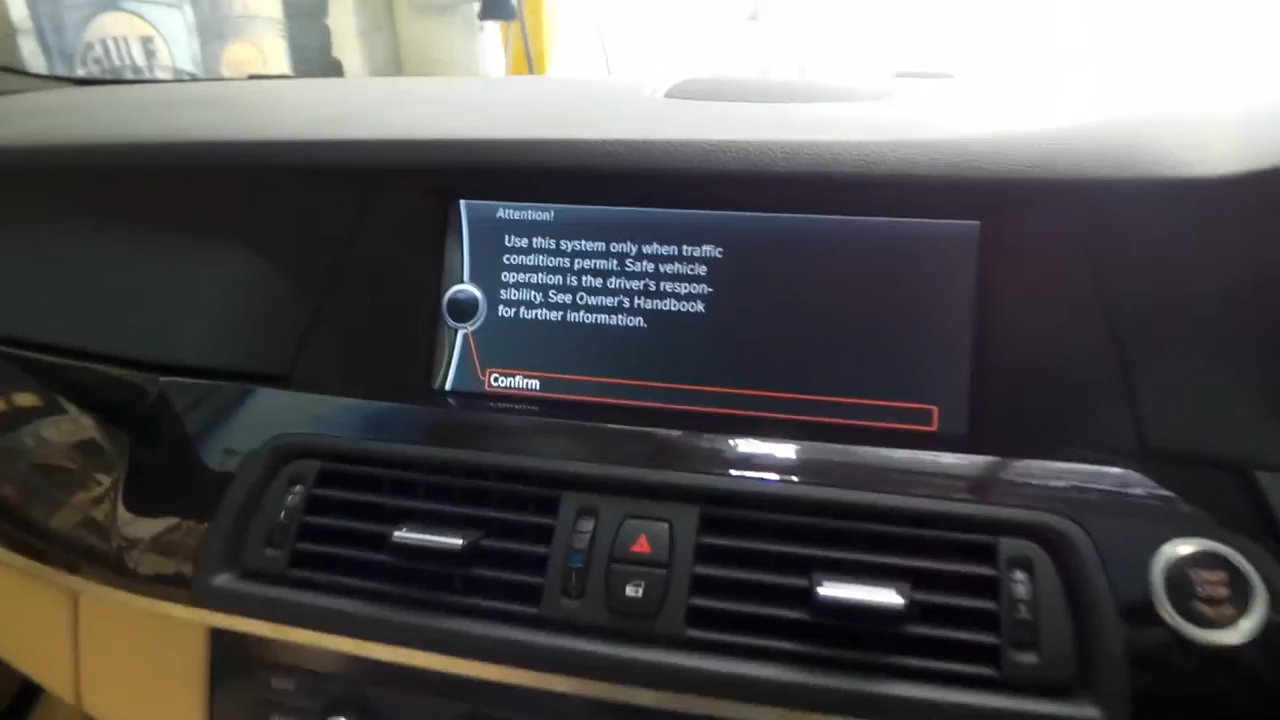 GULF
Attention!
Use this system only when traffic
conditions permit. Safe vehicle
operation is the driver's respon-
sibility. See Owner's Handbook
for further information.
Confirm